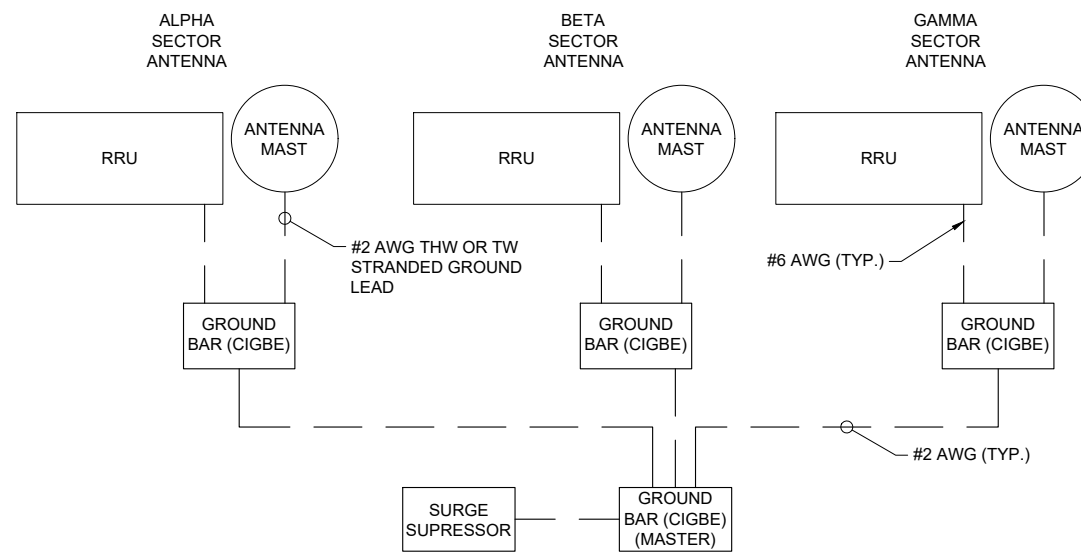 ALPHA
SECTOR
ANTENNA
BETA
SECTOR
ANTENNA
GAMMA
SECTOR
ANTENNA
RRU
ANTENNA
MAST
RRU
ANTENNA
MAST
RRU
ANTENNA
MAST
#2 AWG THW OR TW
STRANDED GROUND
LEAD
#6 AWG (TYP.)
GROUND
BAR (CIGBE)
GROUND
BAR (CIGBE)
GROUND
BAR (CIGBE)
#2 AWG (TYP.)
SURGE
SUPRESSOR
GROUND
BAR (CIGBE)
(MASTER)